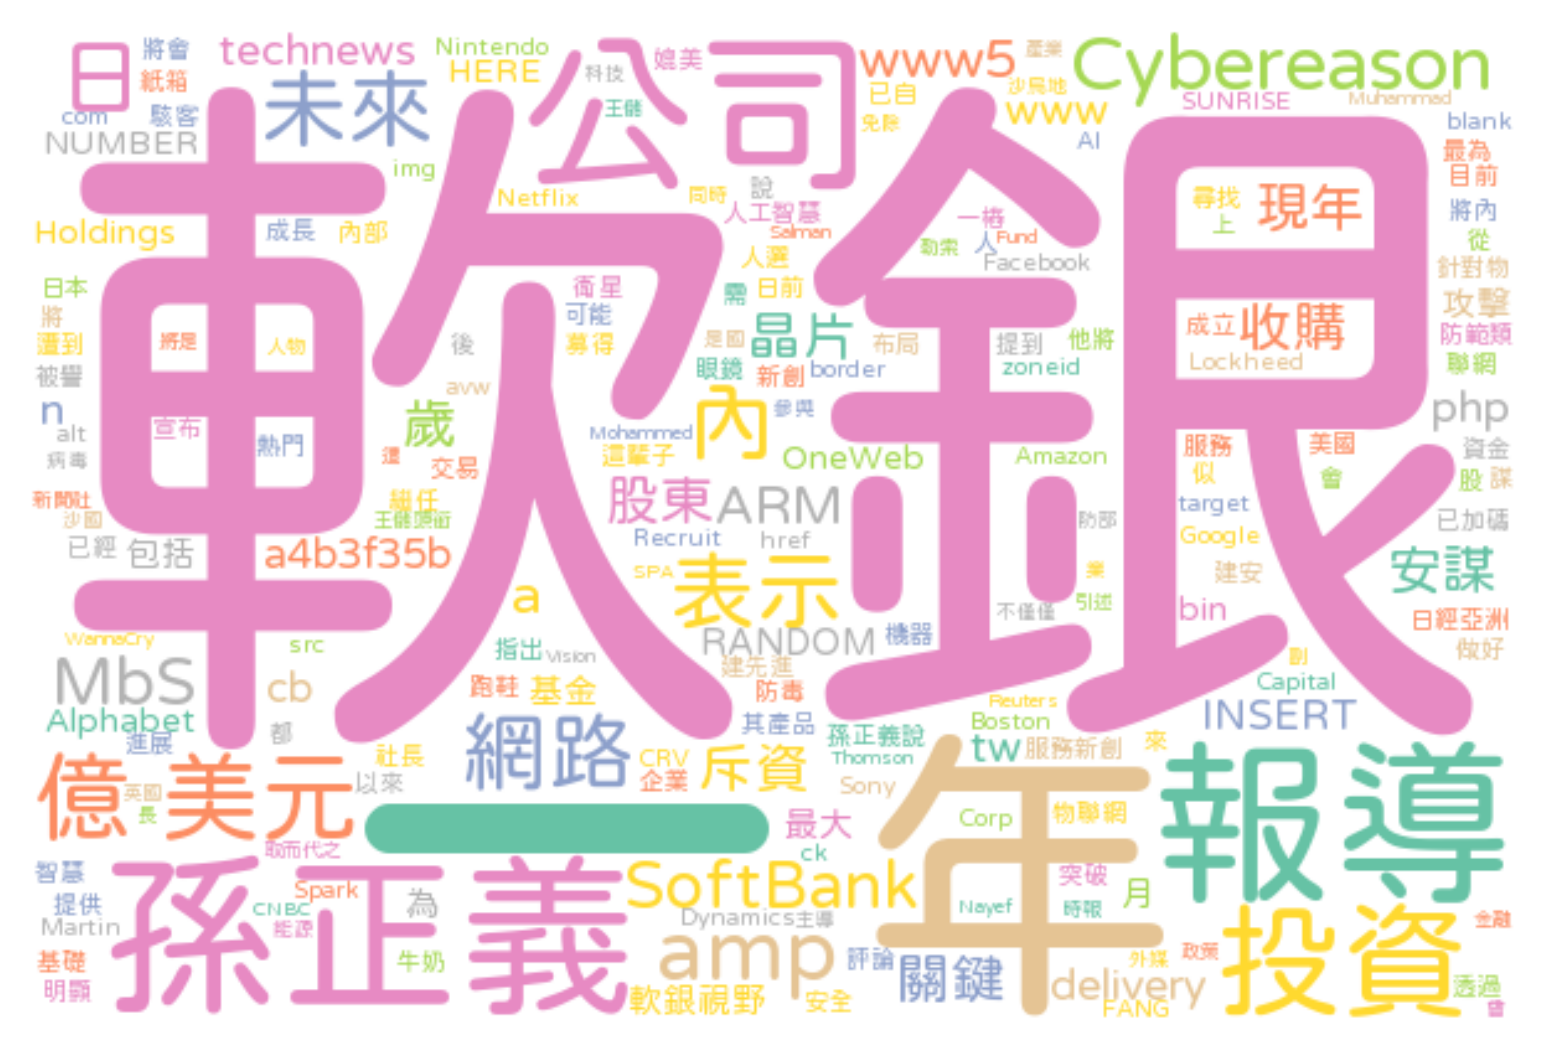 日
將會
紙箱
technews
Nintendo
HERE
公司
科技
王儲
媲美
www5
產業
已自
沙烏地
www
免除
AI
Cybereason
SUNRISE
Muhammad
com
駭客
NUMBER
未來
img
Netflix
同時
說
人工智慧
Salman
人選
blank
最為
目前
將內
從
針對物
攻擊
防範類
聯網
軟銀
Holdings
成長
內部
日本
將
遭到
被譽
n
alt
病毒
新聞社
沙國
已經
包括
將是
人物
宣布
熱門
後
avw
歲
遭
交易
繼任
王儲頭銜
a4b3f35b
衛星
可能
募得
需
日前
晶片
是國
布局
眼鏡
新創
border
內
參與
Mohammed
這輩子
OneWeb
股東
ARM
Recruit
href
SPA
表示
a
RANDOM
機器
指出
Vision
建先進
跑鞋
基金
防毒
一樁
人
Fund
勒索
Facebook
提到
他將
zoneid
Amazon
防部
業
不僅僅
引述
尋找
上
現年
成立
收購
Lockheed
服務
似
美國
會
target
Google
建安
bin
php
資金
股
謀
已加碼
安謀
日經亞洲
做好
創
Capital
INSERT
WannaCry
src
MbS
cb
Alphabet
進展
都
網路
其產品
孫正義說
Thomson
Reuters
Boston
tw
服務新創
來
億
美元
英國
長
社長
以來
CRV
企業
斥資
Sony
一
最大
ck
年
Corp
物聯網
報導
取而代之
智慧
提供
Martin
基礎
明顯
孫正義
Spark
CNBC
能源
為
牛奶
SoftBank
Dynamics
主導
amp
評論
軟銀視野
安全
關鍵
Nayef
突破
月
時報
delivery
外媒
政策
FANG
投資
金融
透過
會